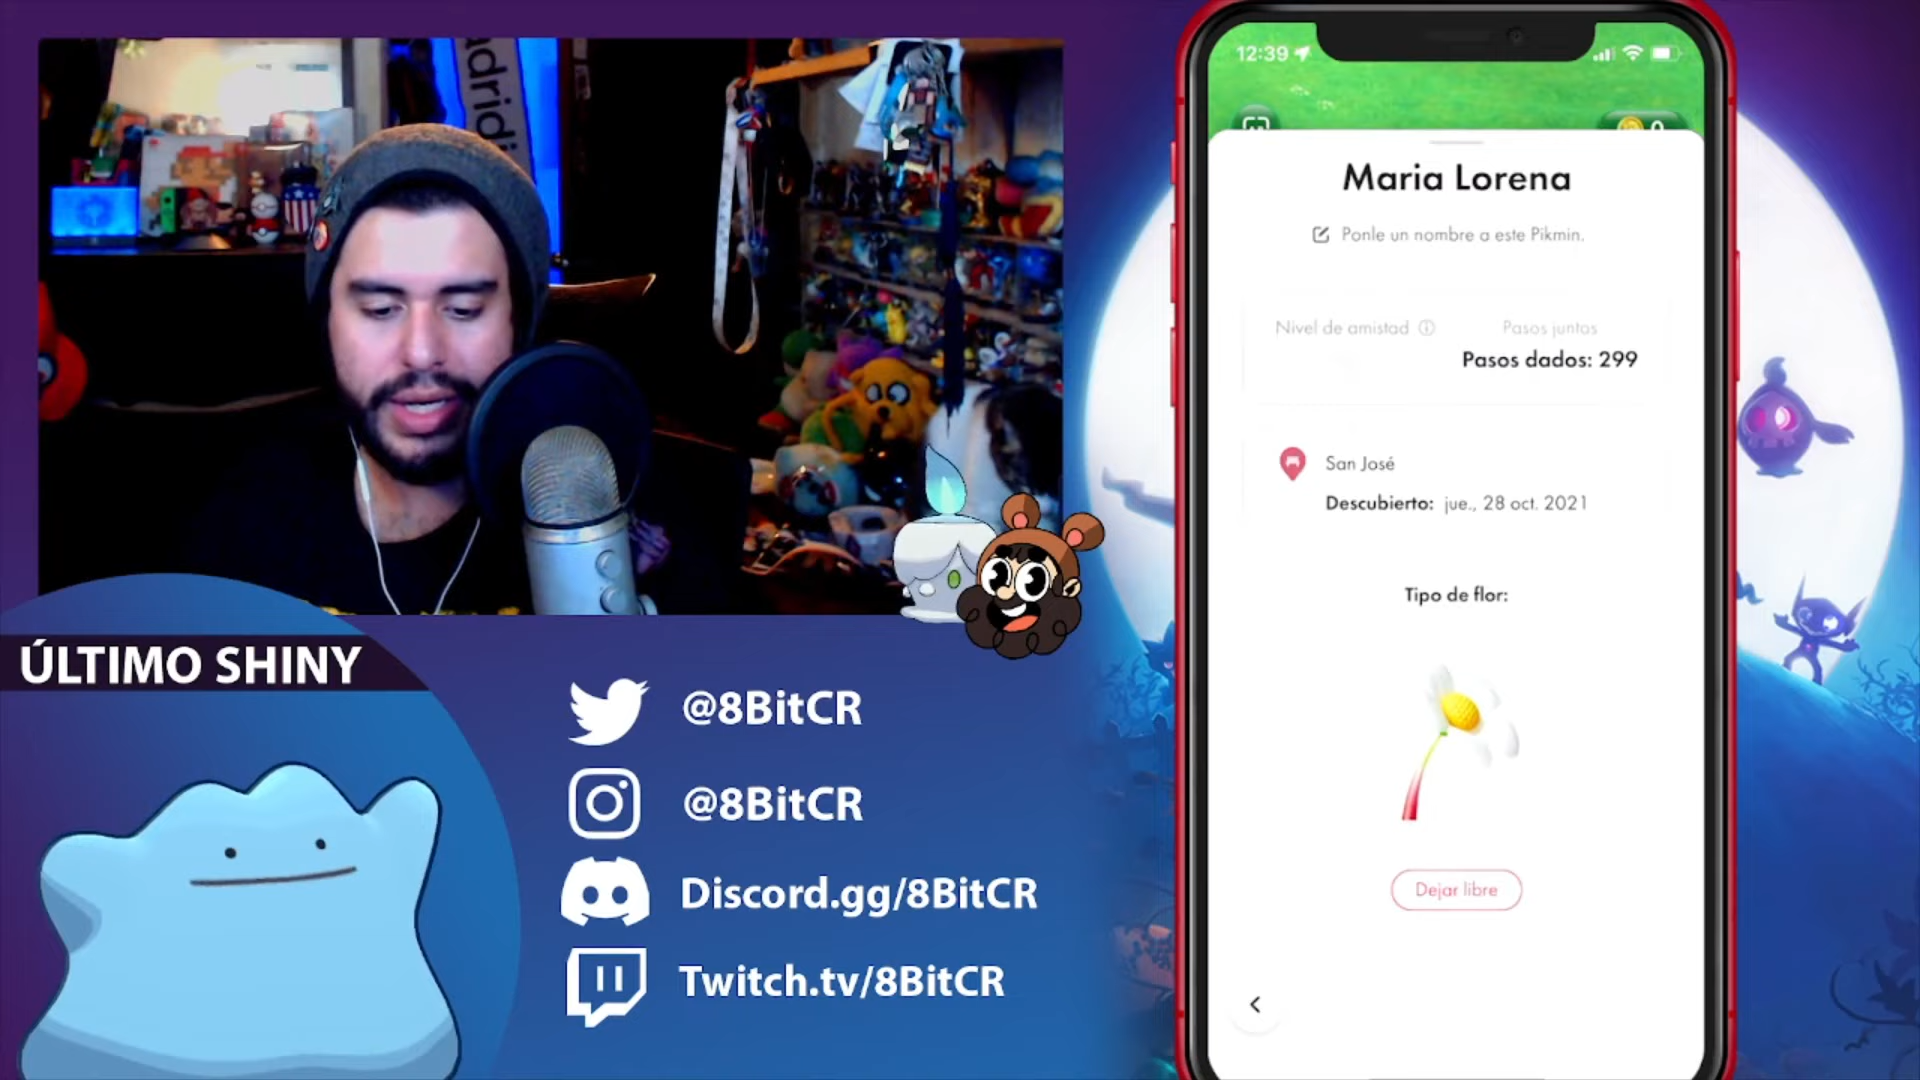 adridi
ÚLTIMO SHINY
@8BitCR
@8BitCR
Discord.gg/8BitCR
Twitch.tv/8BitCR
12:39
0
Maria Lorena
Ponle un nombre a este Pikmin.
Nivel de amistad
Pasos juntos
Pasos dados: 299
San José
Descubierto: jue., 28 oct. 2021
Tipo de flor:
Dejar libre